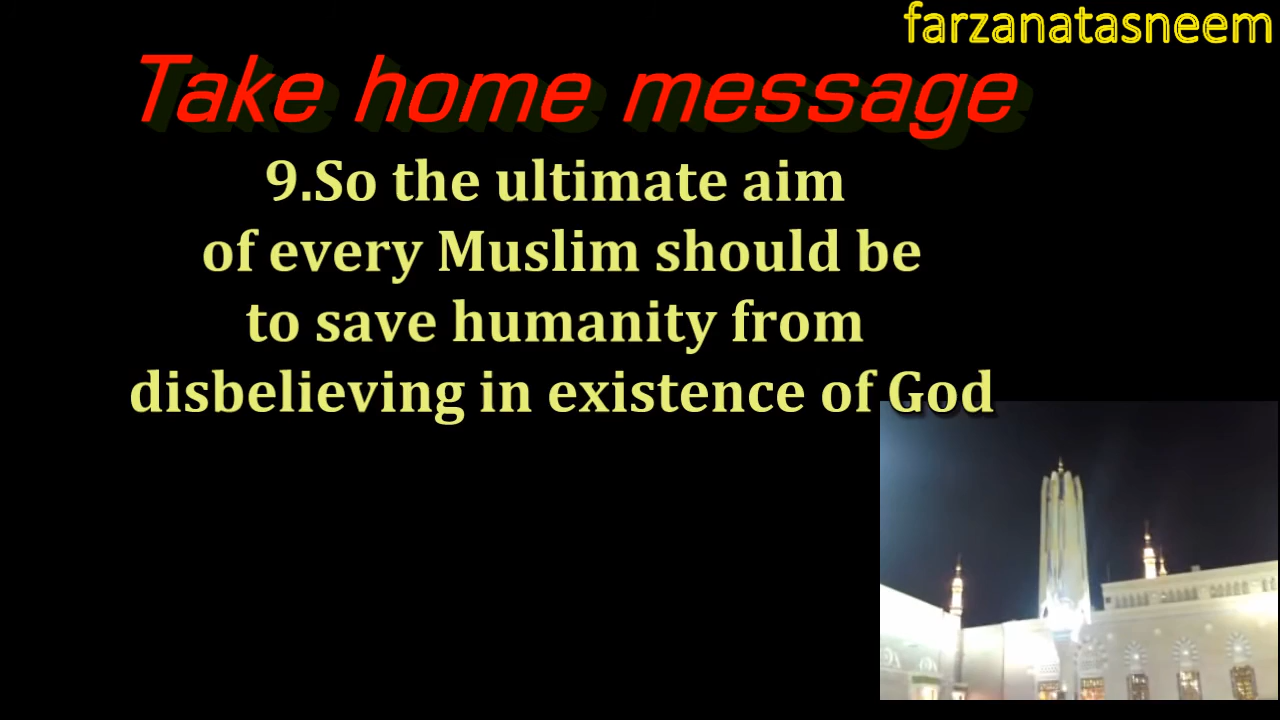 farzanatasneem
Take home message
9.So the ultimate aim
of every Muslim should be
to save humanity from
disbelieving in existence of God